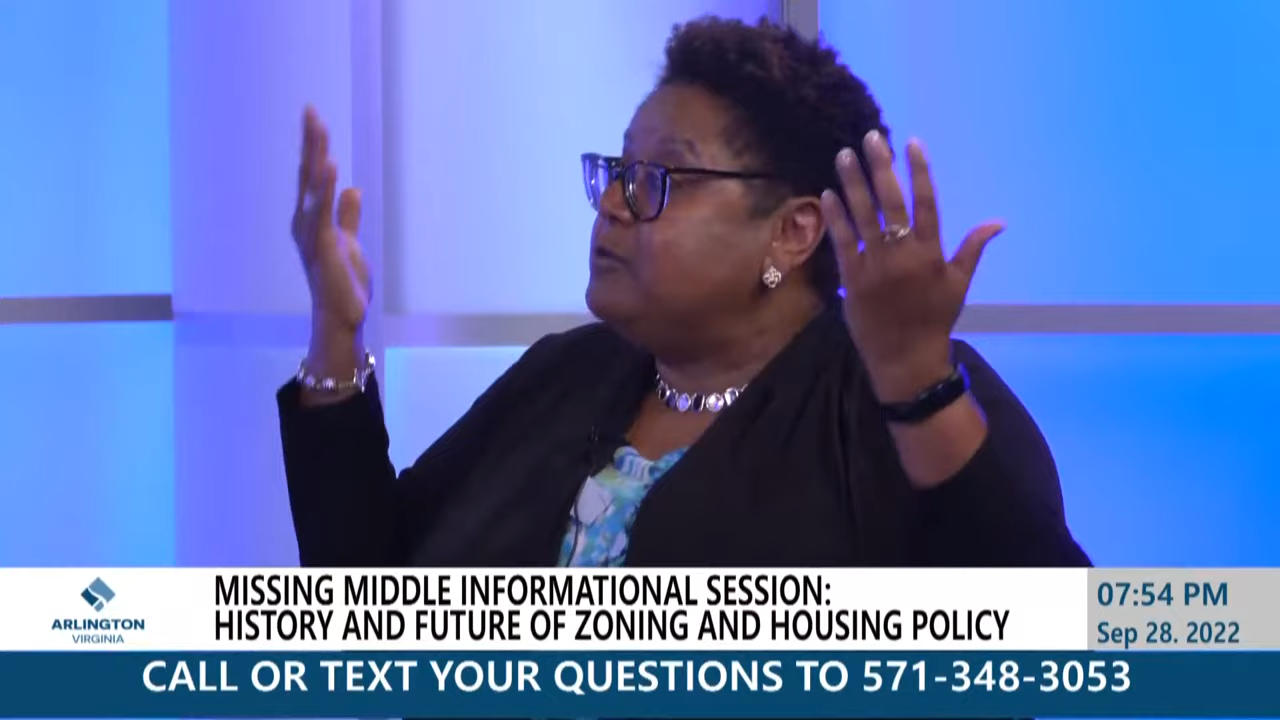 MISSING MIDDLE INFORMATIONAL SESSION:
HISTORY AND FUTURE OF ZONING AND HOUSING POLICY
ARLINGTON
VIRGINIA
07:54 PM
Sep 28. 2022
CALL OR TEXT YOUR QUESTIONS TO 571-348-3053